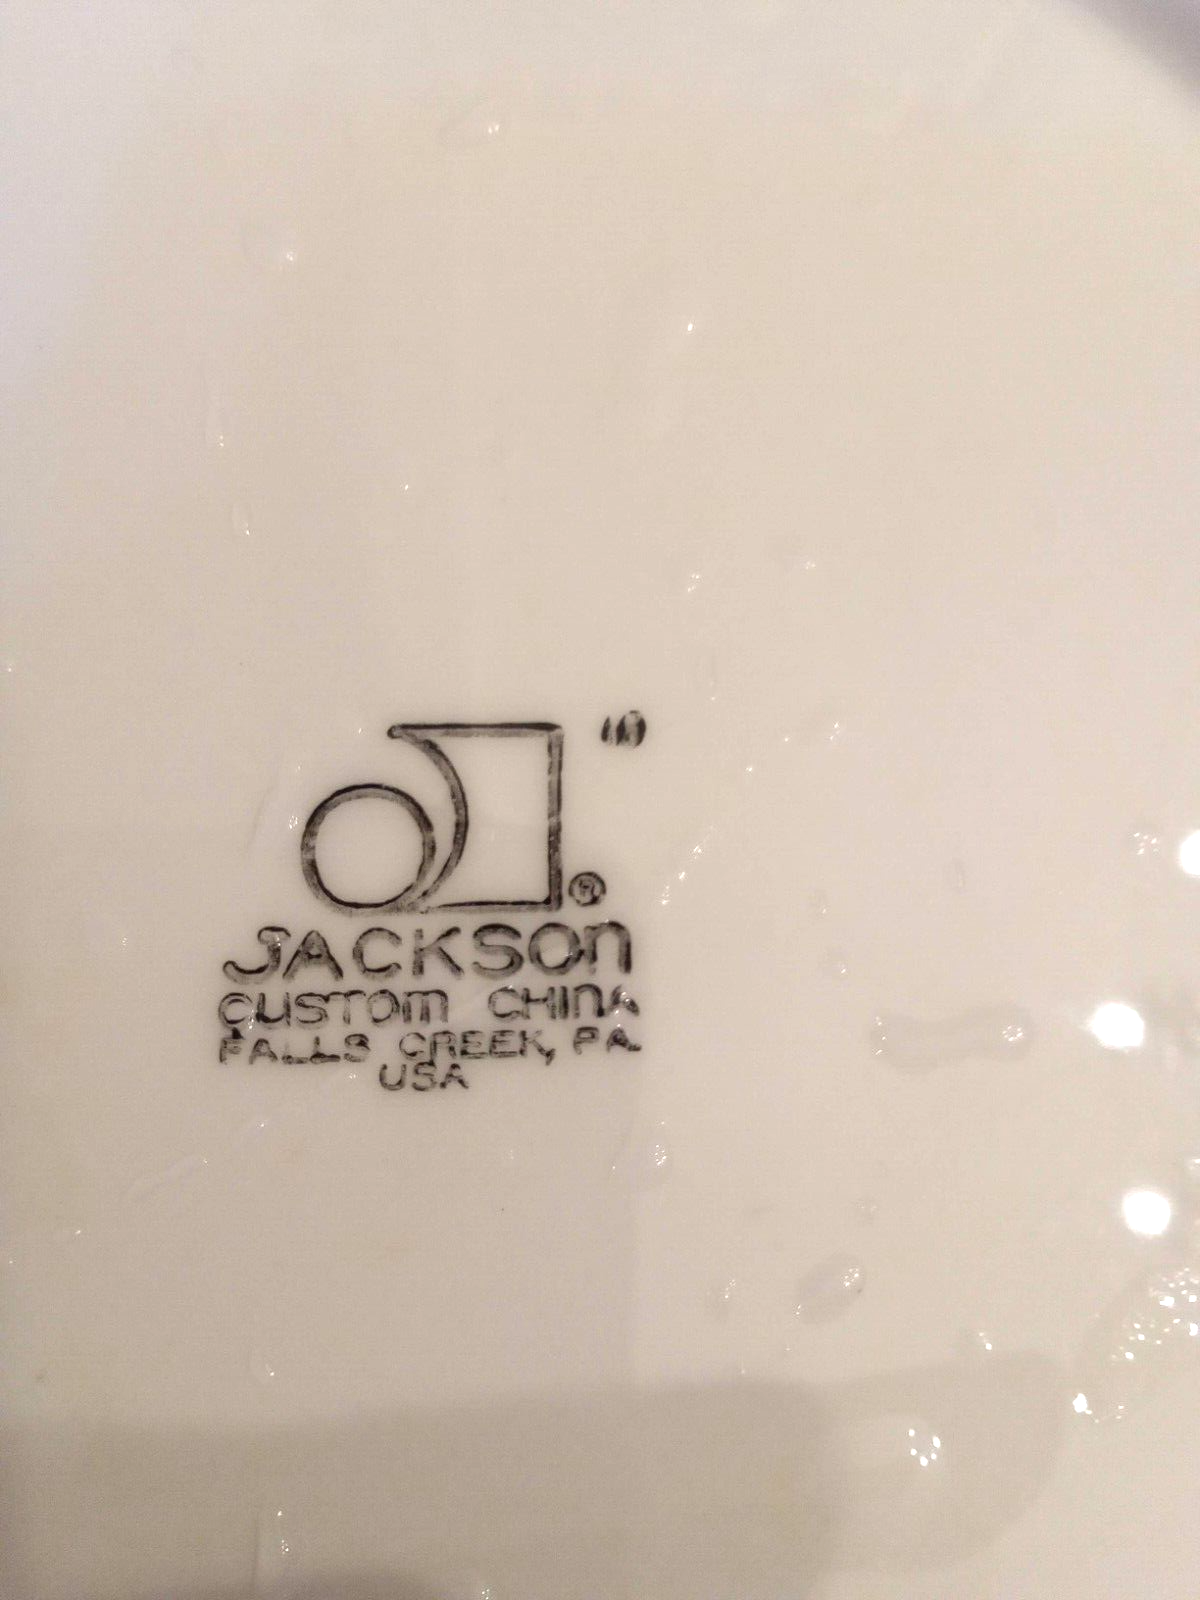 ®
JACKSON
CUSTOM CHINA
FALLS CREEK, PA.
USA